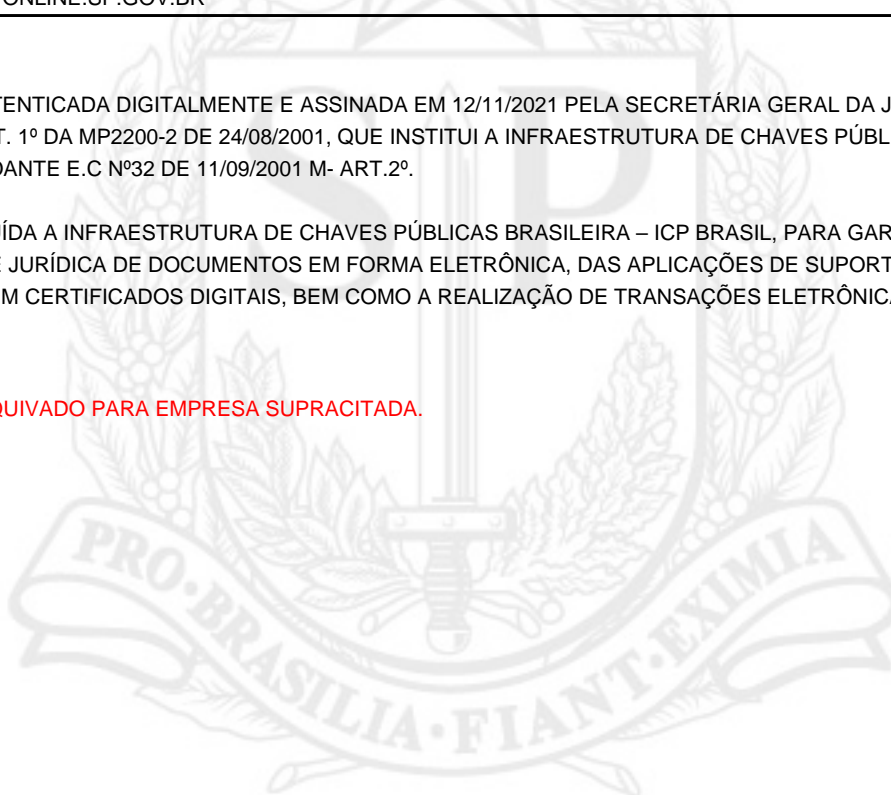 ONLINE.SP.GOV.BR
TENTICADA DIGITALMENTE E ASSINADA EM 12/11/2021 PELA SECRETÁRIA GERAL DA J
T. 1º DA MP2200-2 DE 24/08/2001, QUE INSTITUI A INFRAESTRUTURA DE CHAVES PÚBL
DANTE E.C Nº32 DE 11/09/2001 M- ART.2º.
ÍDA A INFRAESTRUTURA DE CHAVES PÚBLICAS BRASILEIRA – ICP BRASIL, PARA GAR
E JURÍDICA DE DOCUMENTOS EM FORMA ELETRÔNICA, DAS APLICAÇÕES DE SUPORT
M CERTIFICADOS DIGITAIS, BEM COMO A REALIZAÇÃO DE TRANSAÇÕES ELETRÔNICA
QUIVADO PARA EMPRESA SUPRACITADA.
SP
PRO·BRASILIA·FIANT·EXIMIA